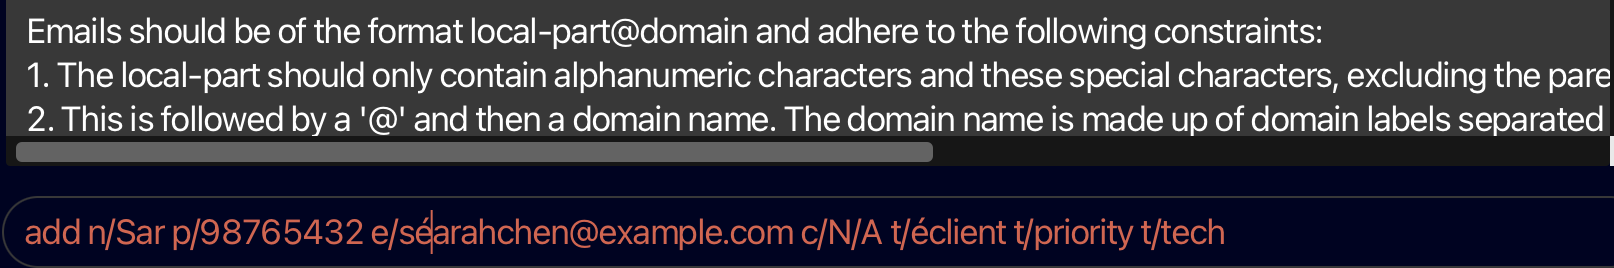 Emails should be of the format local-part@domain and adhere to the following constraints:
1. The local-part should only contain alphanumeric characters and these special characters, excluding the pare
2. This is followed by a '@' and then a domain name. The domain name is made up of domain labels separated
add n/Sar p/98765432 e/séarahchen@example.com c/N/A t/éclient t/priority t/tech